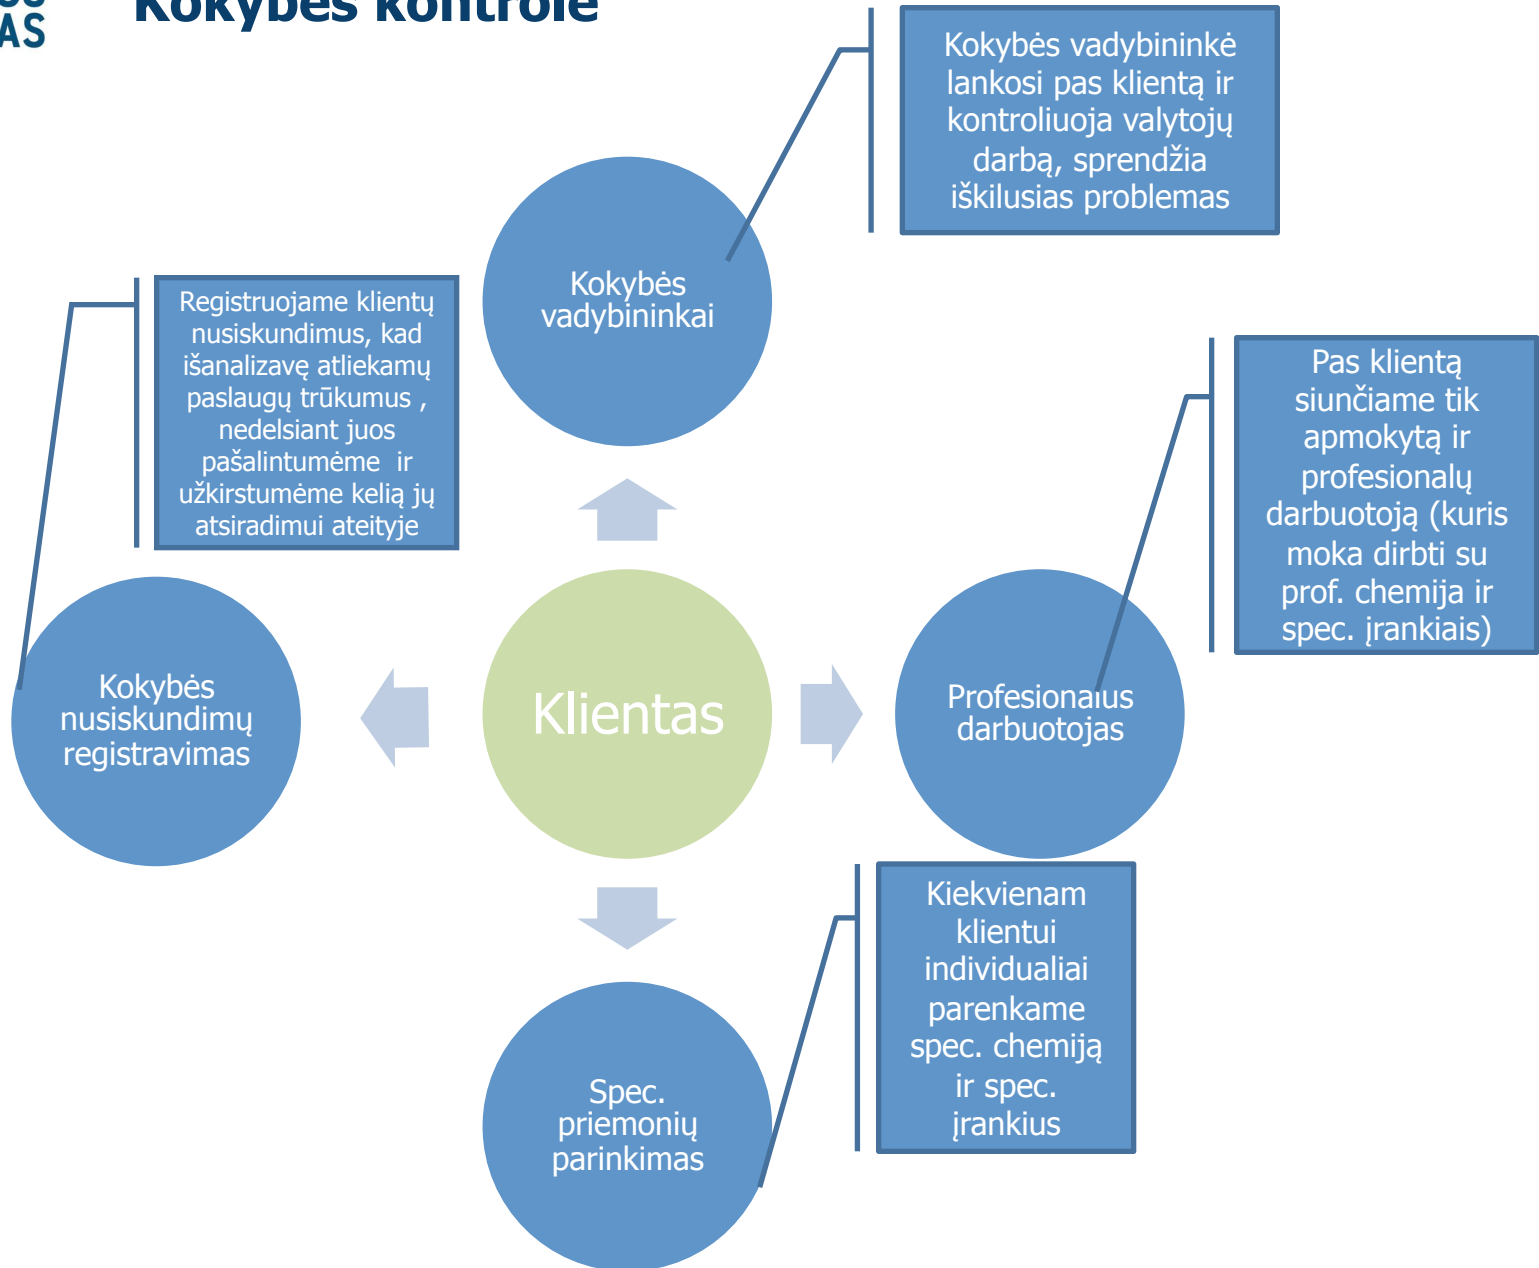 AS
Kokybės kontrolė
Kokybės vadybininkė
lankosi pas klientą ir
kontroliuoja valytojų
darbą, sprendžia
iškilusias problemas
Kokybės
vadybininkai
Registruojame klientų
nusiskundimus, kad
išanalizavę atliekamų
paslaugų trūkumus ,
nedelsiant juos
pašalintumėme ir
užkirstumėme kelią jų
atsiradimui ateityje
Pas klientą
siunčiame tik
apmokytą ir
profesionalų
darbuotoją (kuris
moka dirbti su
prof. chemija ir
spec. įrankiais)
Kokybės
nusiskundimų
registravimas
Klientas
Profesionalus
darbuotojas
Kiekvienam
klientui
individualiai
parenkame
spec. chemiją
ir spec.
įrankius
Spec.
priemonių
parinkimas